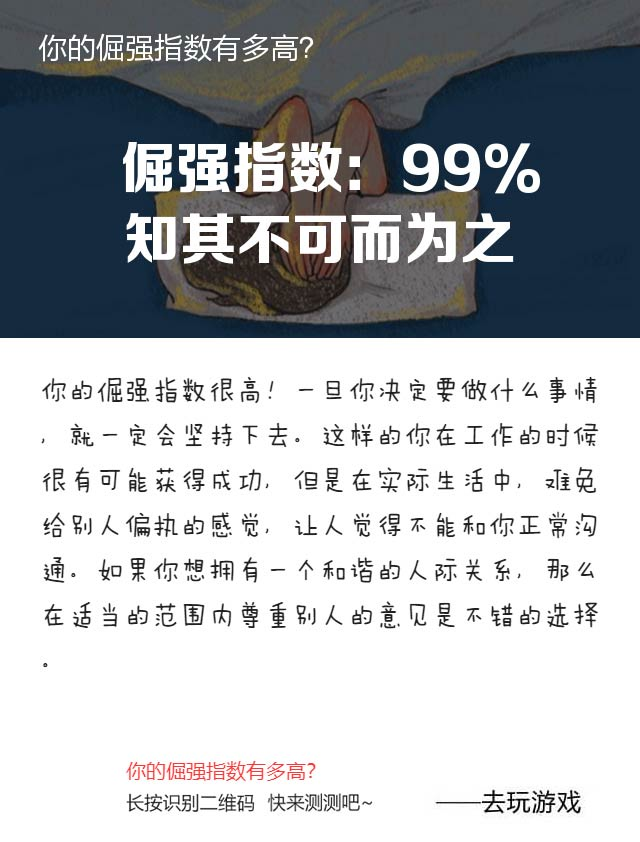 你的倔强指数有多高?
倔强指数：99%
知其不可而为之
你的倔强指数很高！一旦你决定要做什么事情
，就一定会坚持下去。这样的你在工作的时候
很有可能获得成功，但是在实际生活中，难免
给别人偏执的感觉，让人觉得不能和你正常沟
通。如果你想拥有一个和谐的人际关系，那么
在适当的范围内尊重别人的意见是不错的选择
。
你的倔强指数有多高?
长按识别二维码 快来测测吧~ ——去玩游戏